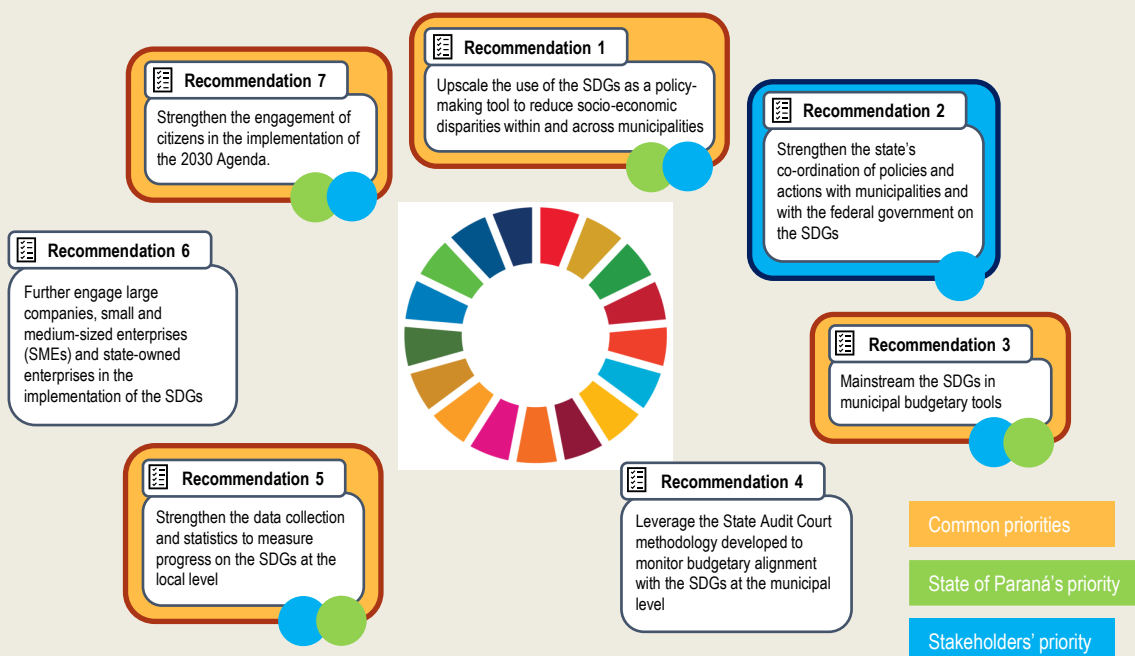 Recommendation 1
Upscale the use of the SDGs as a policy-
making tool to reduce socio-economic
disparities within and across municipalities
Recommendation 2
Strengthen the state's
co-ordination of policies and
actions with municipalities and
with the federal government on
the SDGs
Recommendation 3
Mainstream the SDGs in
municipal budgetary tools
Recommendation 4
Leverage the State Audit Court
methodology developed to
monitor budgetary alignment
with the SDGs at the municipal
level
Recommendation 5
Strengthen the data collection
and statistics to measure
progress on the SDGs at the
local level
Recommendation 6
Further engage large
companies, small and
medium-sized enterprises
(SMEs) and state-owned
enterprises in the
implementation of the SDGs
Recommendation 7
Strengthen the engagement of
citizens in the implementation of
the 2030 Agenda.
Common priorities
State of Paraná's priority
Stakeholders' priority